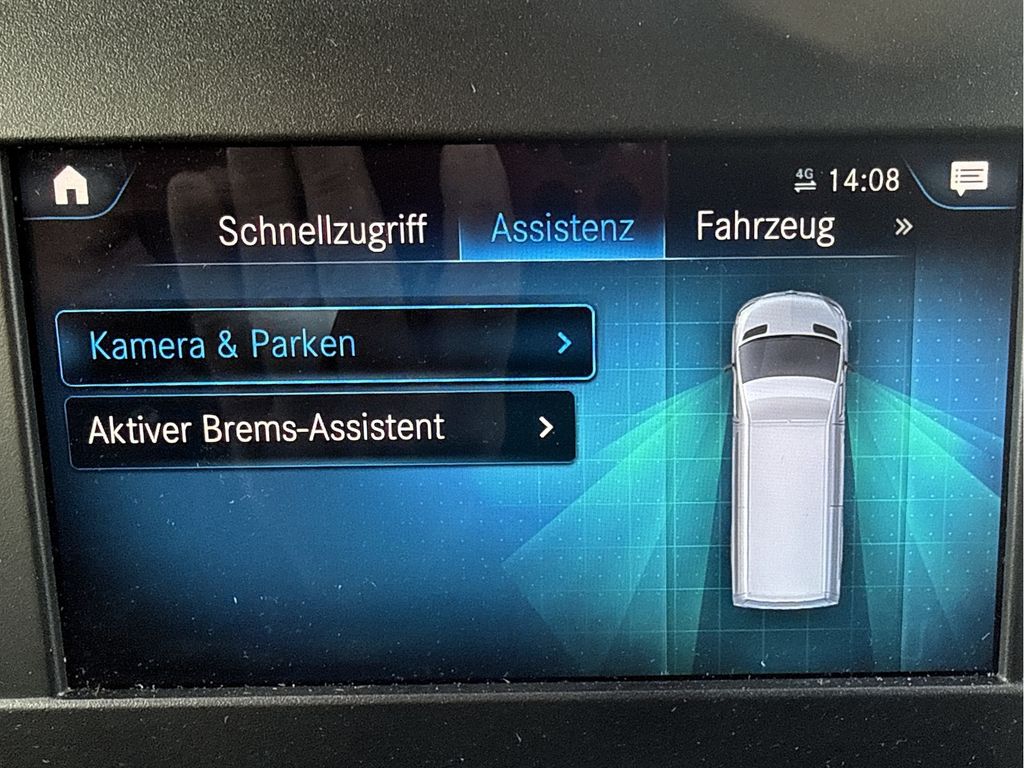 4G 14:08
Schnellzugriff Assistenz Fahrzeug »
Kamera & Parken
Aktiver Brems-Assistent